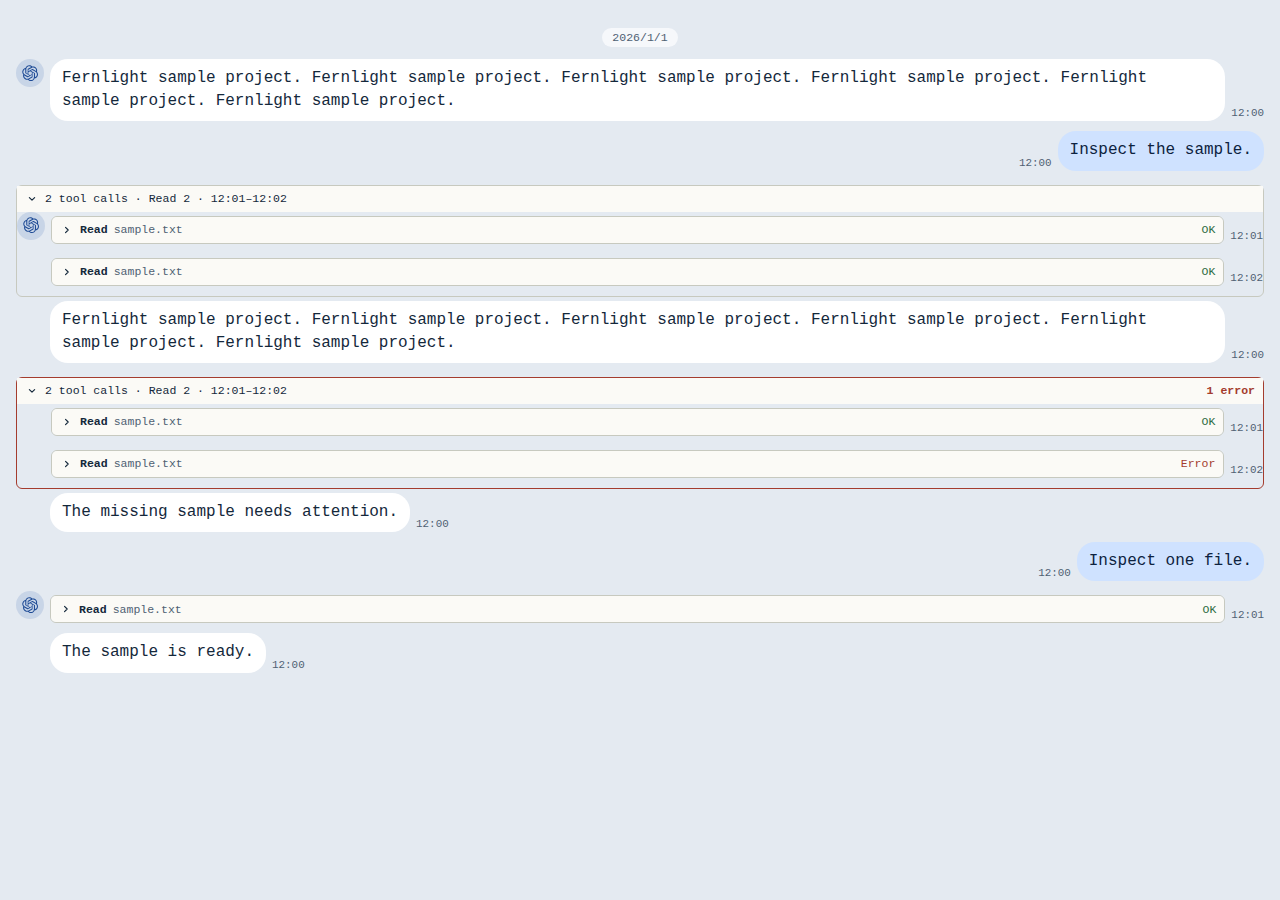 2026/1/1
Fernlight sample project. Fernlight sample project. Fernlight sample project. Fernlight sample project. Fernlight
sample project. Fernlight sample project.
12:00
Inspect the sample.
12:00
2 tool calls · Read 2 · 12:01–12:02
Read sample.txt OK 12:01
Read sample.txt OK 12:02
Fernlight sample project. Fernlight sample project. Fernlight sample project. Fernlight sample project. Fernlight
sample project. Fernlight sample project.
12:00
2 tool calls · Read 2 · 12:01–12:02 1 error
Read sample.txt OK 12:01
Read sample.txt Error 12:02
The missing sample needs attention. 12:00
Inspect one file.
12:00
Read sample.txt OK 12:01
The sample is ready. 12:00